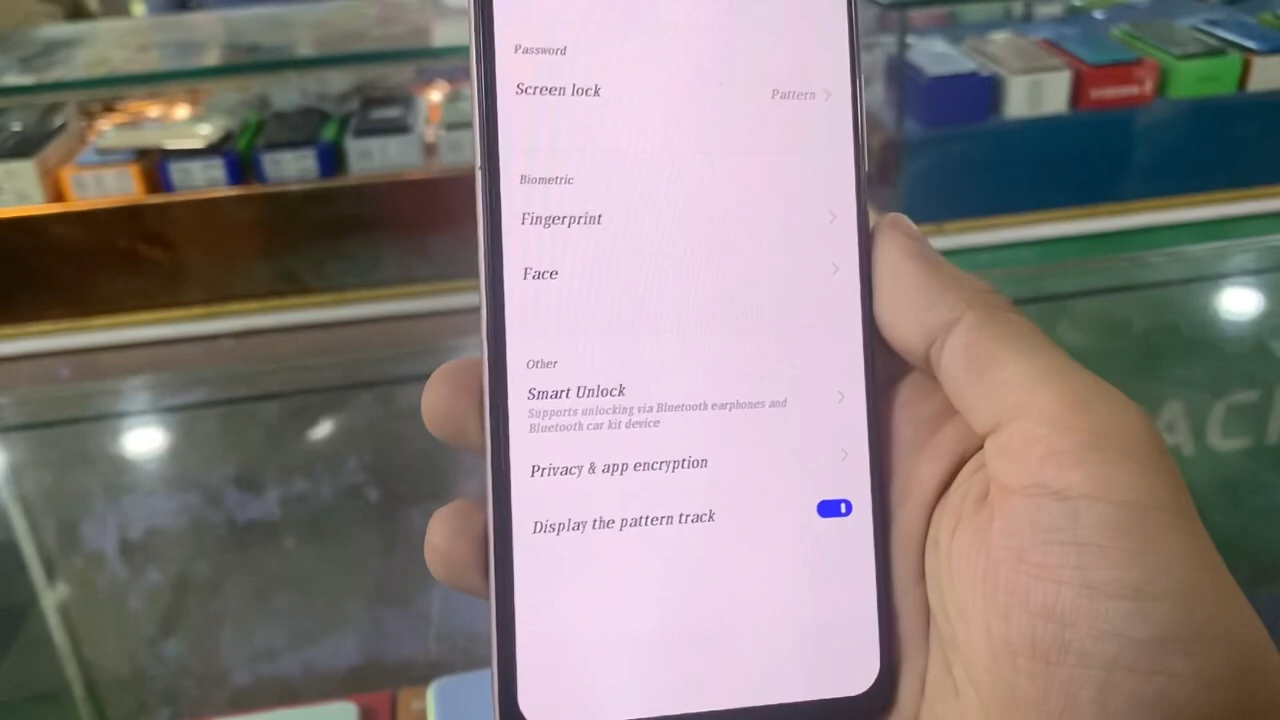 Password
Screen lock
Pattern
Biometric
Fingerprint
Face
Other
Smart Unlock
Supports unlocking via Bluetooth earphones and
Bluetooth car kit device
Privacy & app encryption
Display the pattern track